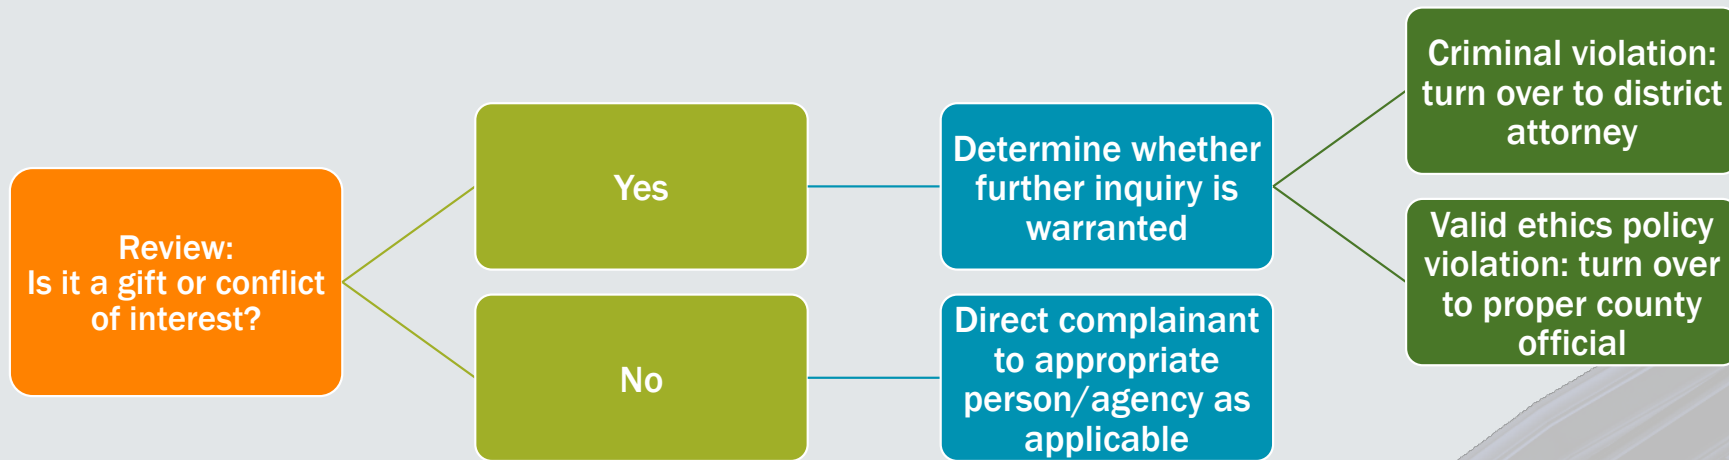 Review:
Is it a gift or conflict
of interest?
Yes
No
Determine whether
further inquiry is
warranted
Direct complainant
to appropriate
person/agency as
applicable
Criminal violation:
turn over to district
attorney
Valid ethics policy
violation: turn over
to proper county
official